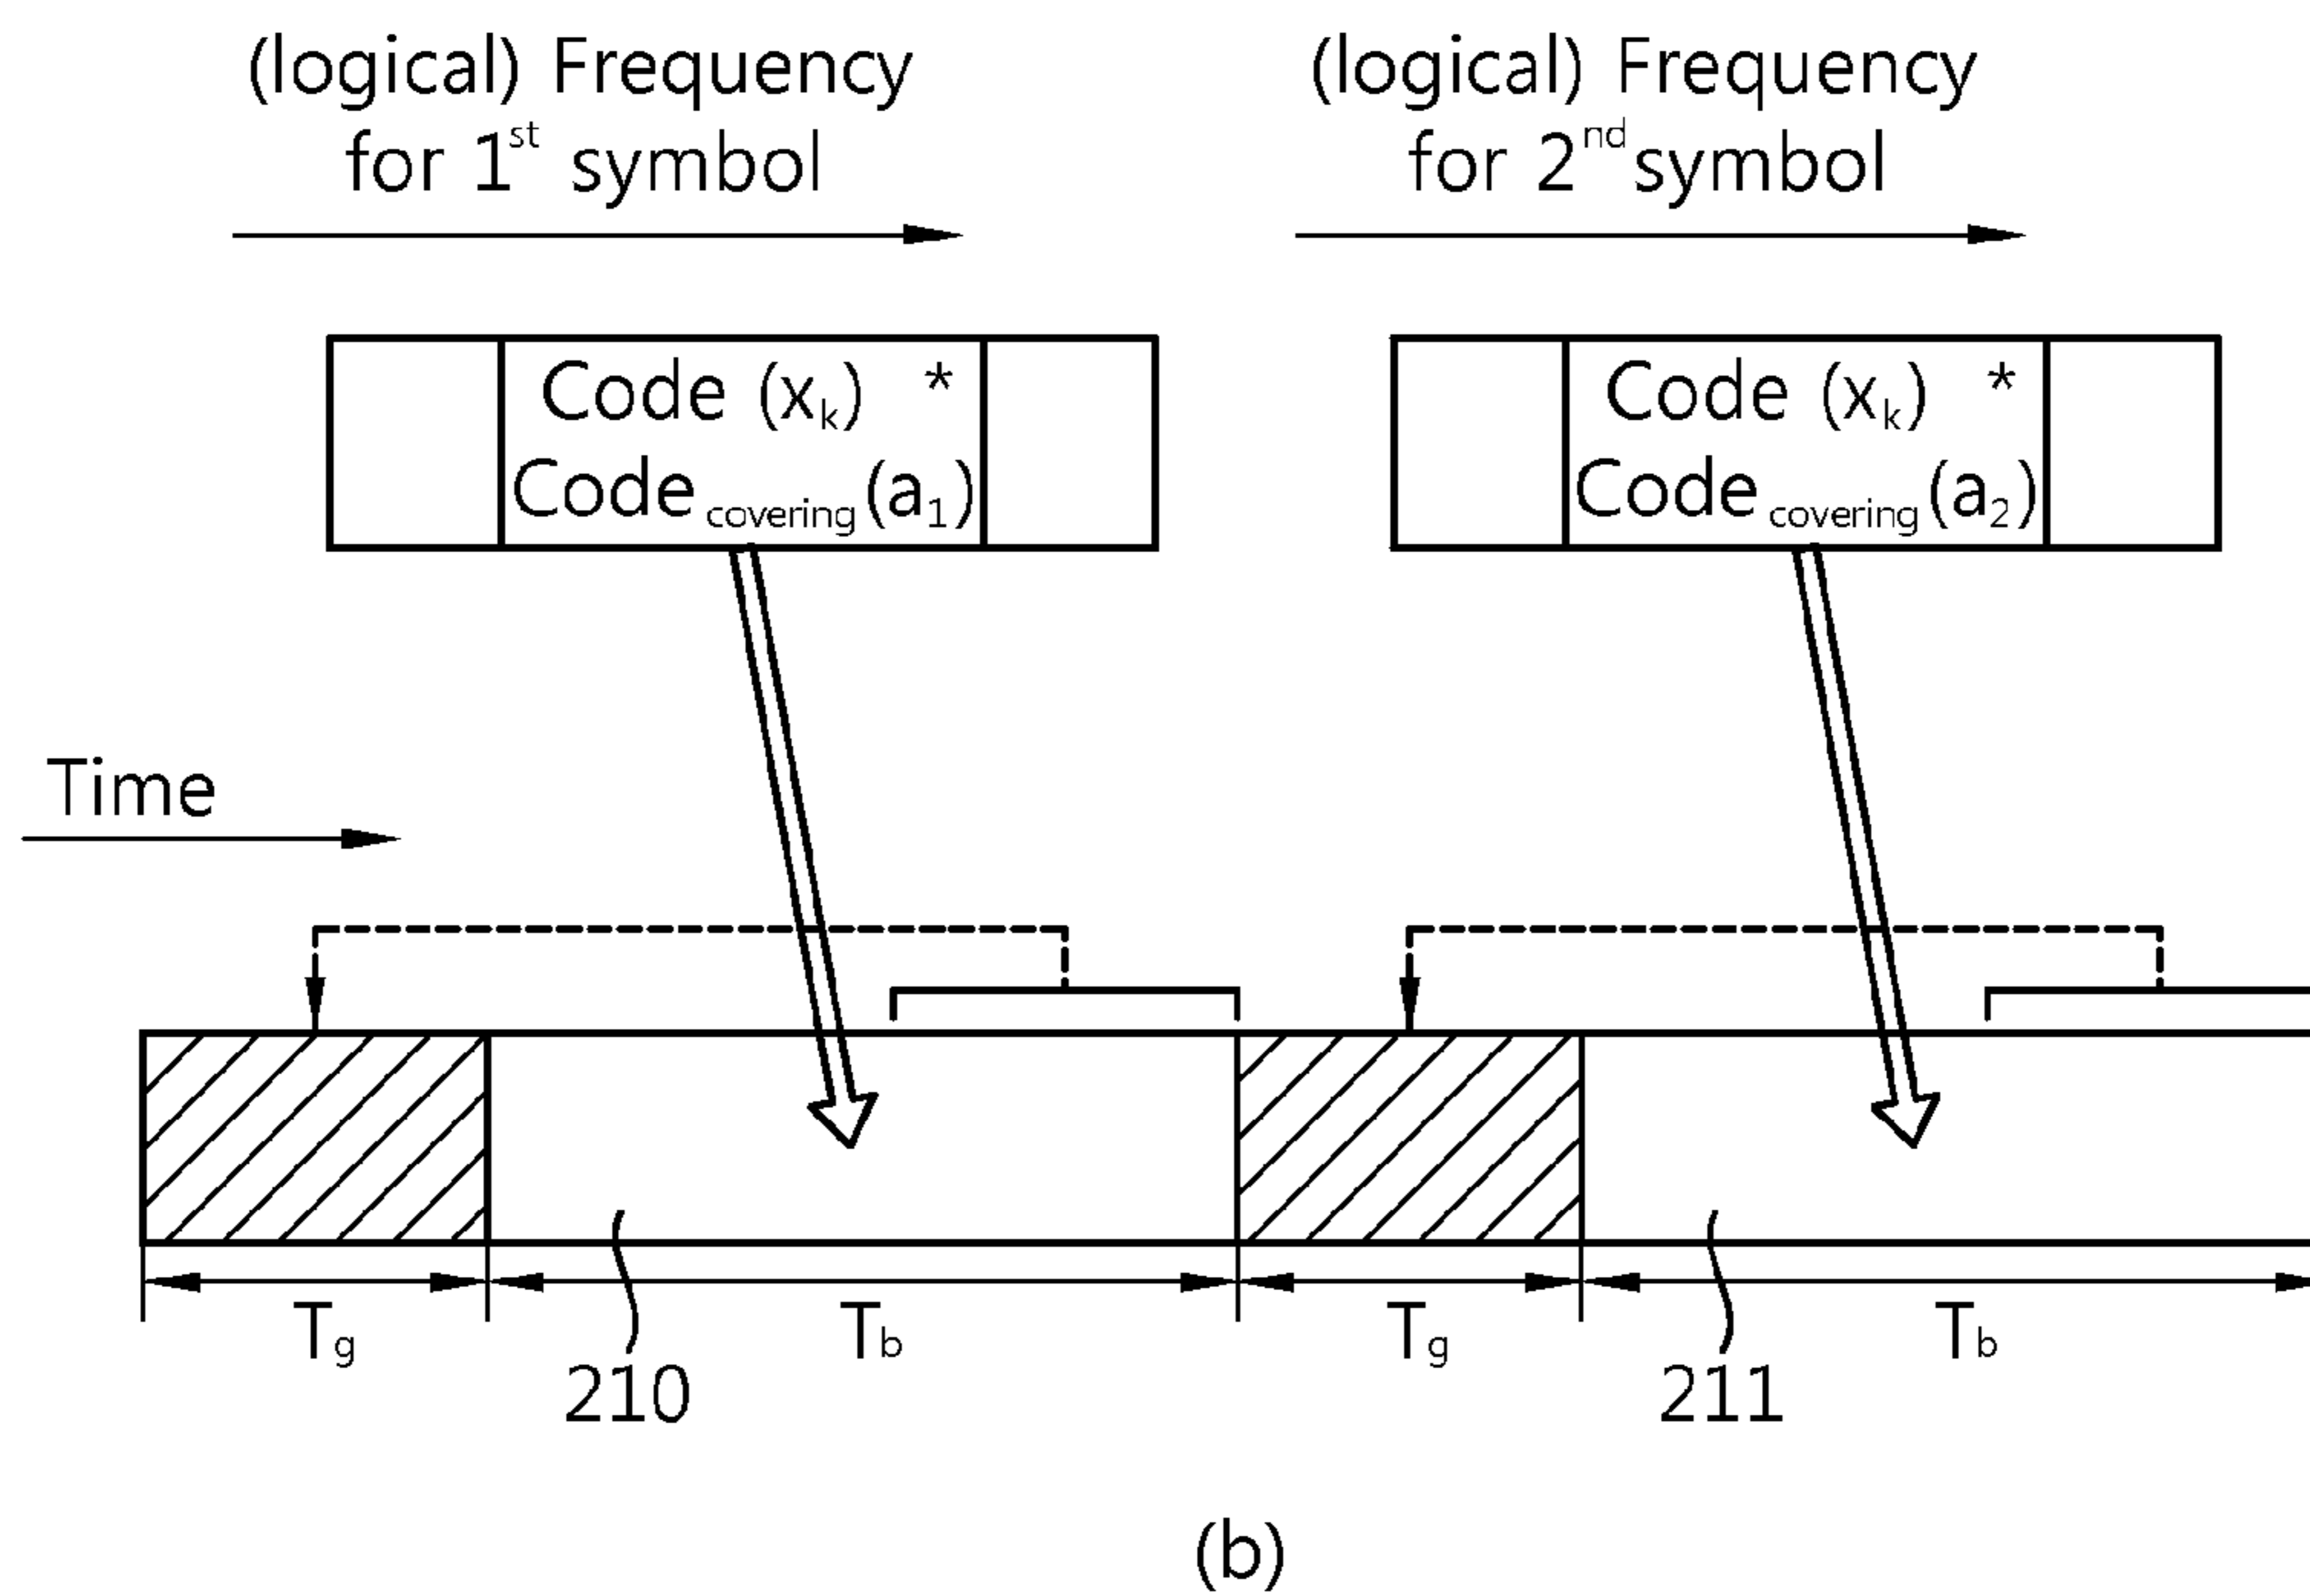 (logical) Frequency
for 1st symbol
(logical) Frequency
for 2nd symbol
Code (xk) *
Codecovering (a1)
Code (xk) *
Codecovering (a2)
Time
Tg
Tb
Tg
Tb
210
211
(b)